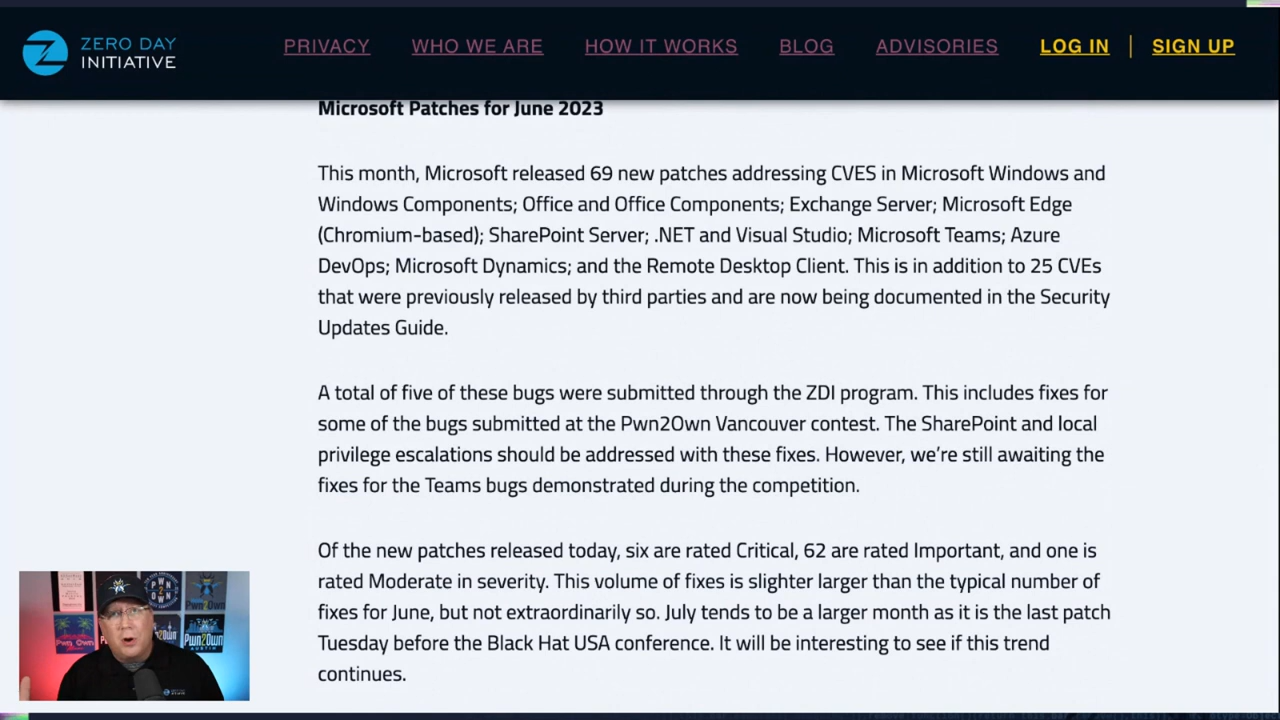 ZERO DAY
INITIATIVE
PRIVACY WHO WE ARE HOW IT WORKS BLOG ADVISORIES LOG IN | SIGN UP
Microsoft Patches for June 2023
This month, Microsoft released 69 new patches addressing CVES in Microsoft Windows and
Windows Components; Office and Office Components; Exchange Server; Microsoft Edge
(Chromium-based); SharePoint Server; .NET and Visual Studio; Microsoft Teams; Azure
DevOps; Microsoft Dynamics; and the Remote Desktop Client. This is in addition to 25 CVEs
that were previously released by third parties and are now being documented in the Security
Updates Guide.
A total of five of these bugs were submitted through the ZDI program. This includes fixes for
some of the bugs submitted at the Pwn2Own Vancouver contest. The SharePoint and local
privilege escalations should be addressed with these fixes. However, we're still awaiting the
fixes for the Teams bugs demonstrated during the competition.
Of the new patches released today, six are rated Critical, 62 are rated Important, and one is
rated Moderate in severity. This volume of fixes is slighter larger than the typical number of
fixes for June, but not extraordinarily so. July tends to be a larger month as it is the last patch
Tuesday before the Black Hat USA conference. It will be interesting to see if this trend
continues.
PWN
2
OWN
Pwn2Own
Pwn2Own
AUSTIN